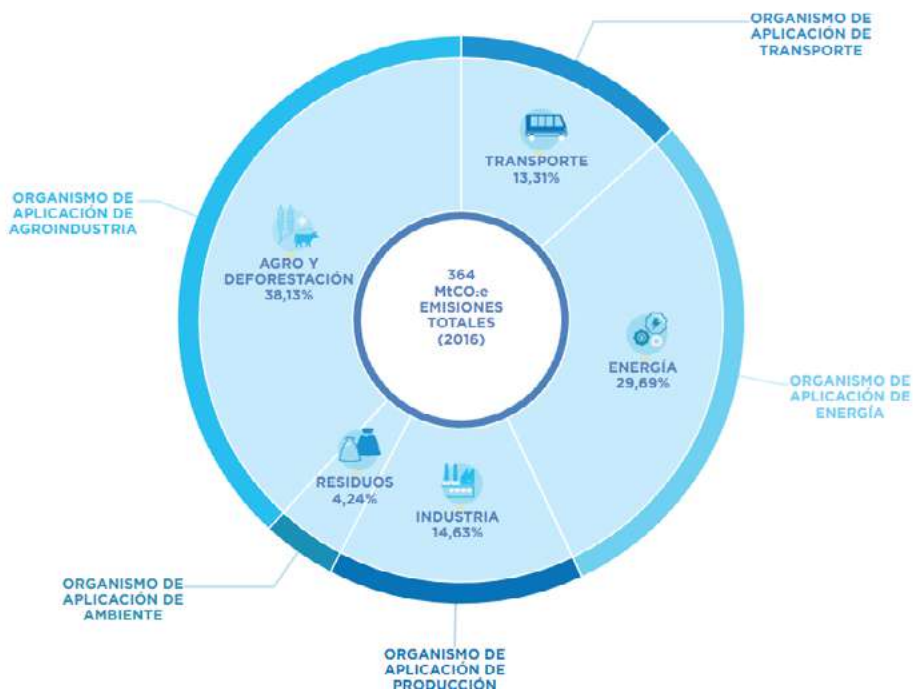 ORGANISMO DE
APLICACIÓN DE
TRANSPORTE
TRANSPORTE
13,31%
ORGANISMO DE
APLICACIÓN DE
AGROINDUSTRIA
AGRO Y
DEFORESTACIÓN
38,13%
364
MtCO₂e
EMISIONES
TOTALES
(2016)
ENERGÍA
29,69%
ORGANISMO DE
APLICACIÓN DE
ENERGÍA
RESIDUOS
4,24%
INDUSTRIA
14,63%
ORGANISMO DE
APLICACIÓN DE
AMBIENTE
ORGANISMO DE
APLICACIÓN DE
PRODUCCIÓN